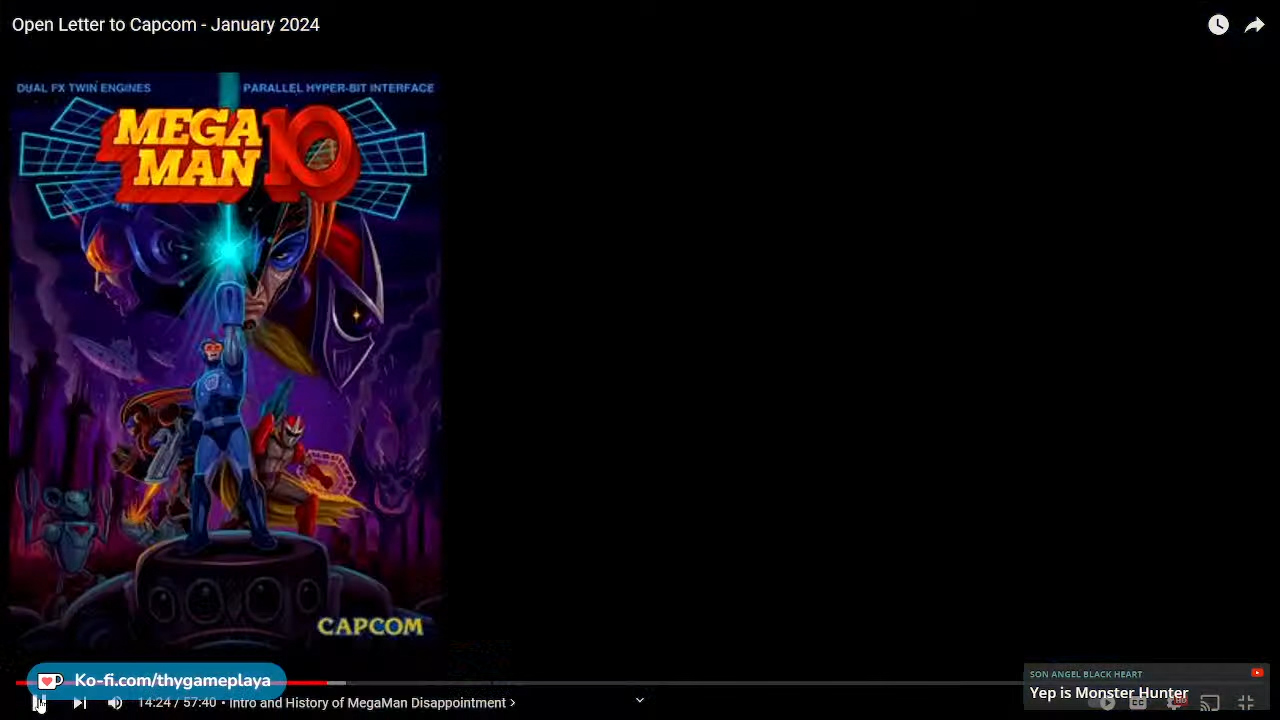 Open Letter to Capcom - January 2024
DUAL FX TWIN ENGINES
PARALLEL HYPER-BIT INTERFACE
MEGA
MAN 10
CAPCOM
Ko-fi.com/thygameplaya
14:24 / 57:40 • Intro and History of MegaMan Disappointment >
SON ANGEL BLACK HEART
Yep is Monster Hunter
CC
HD